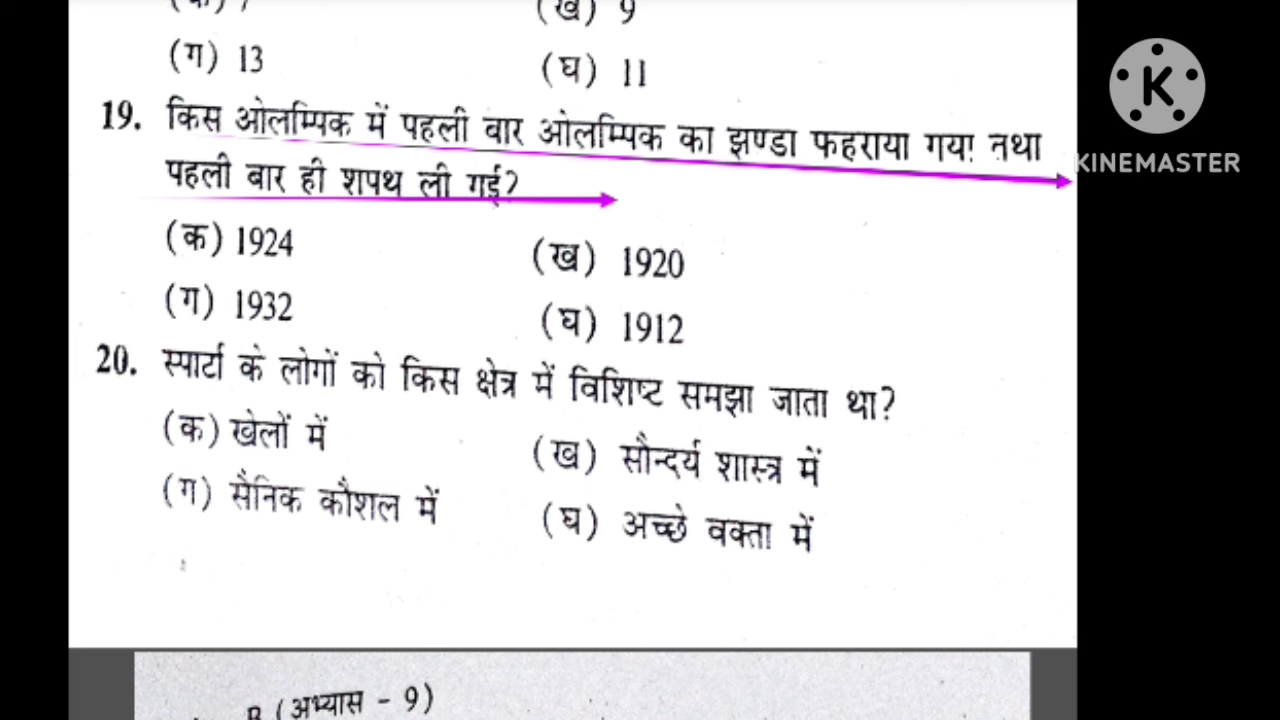 (ख) 9
(ग) 13 (घ) 11
19. किस ओलम्पिक में पहली बार ओलम्पिक का झण्डा फहराया गया तथा
पहली बार ही शपथ ली गई?
(क) 1924 (ख) 1920
(ग) 1932 (घ) 1912
20. स्पार्टा के लोगों को किस क्षेत्र में विशिष्ट समझा जाता था?
(क) खेलों में (ख) सौन्दर्य शास्त्र में
(ग) सैनिक कौशल में (घ) अच्छे वक्ता में
(अभ्यास - 9)
K
KINEMASTER